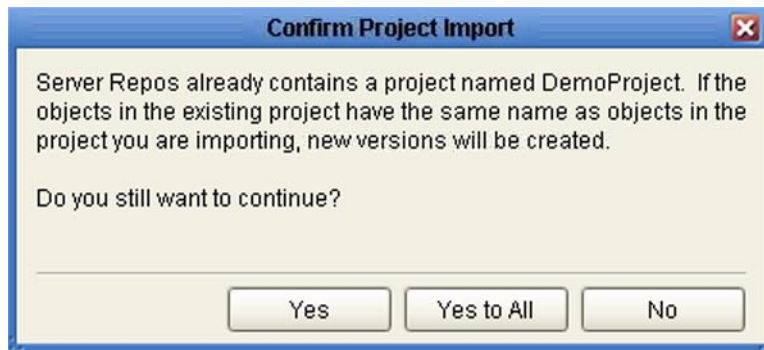 Confirm Project Import
Server Repos already contains a project named DemoProject. If the
objects in the existing project have the same name as objects in the
project you are importing, new versions will be created.
Do you still want to continue?
Yes
Yes to All
No